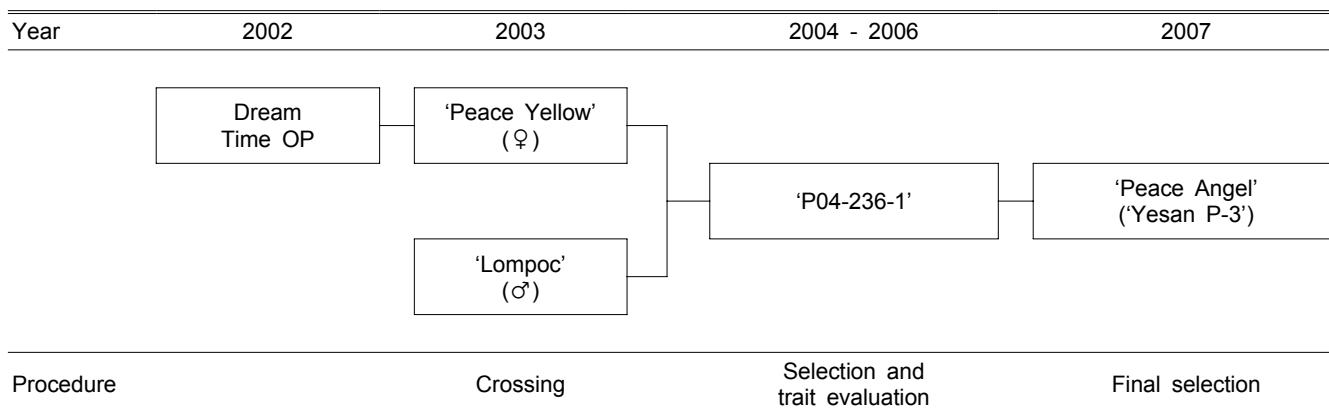 Year 2002 2003 2004 - 2006 2007
Dream
Time OP
‘Peace Yellow’
(♀)
‘Lompoc’
(♂)
‘P04-236-1’
‘Peace Angel’
(‘Yesan P-3’)
Procedure Crossing Selection and
trait evaluation Final selection